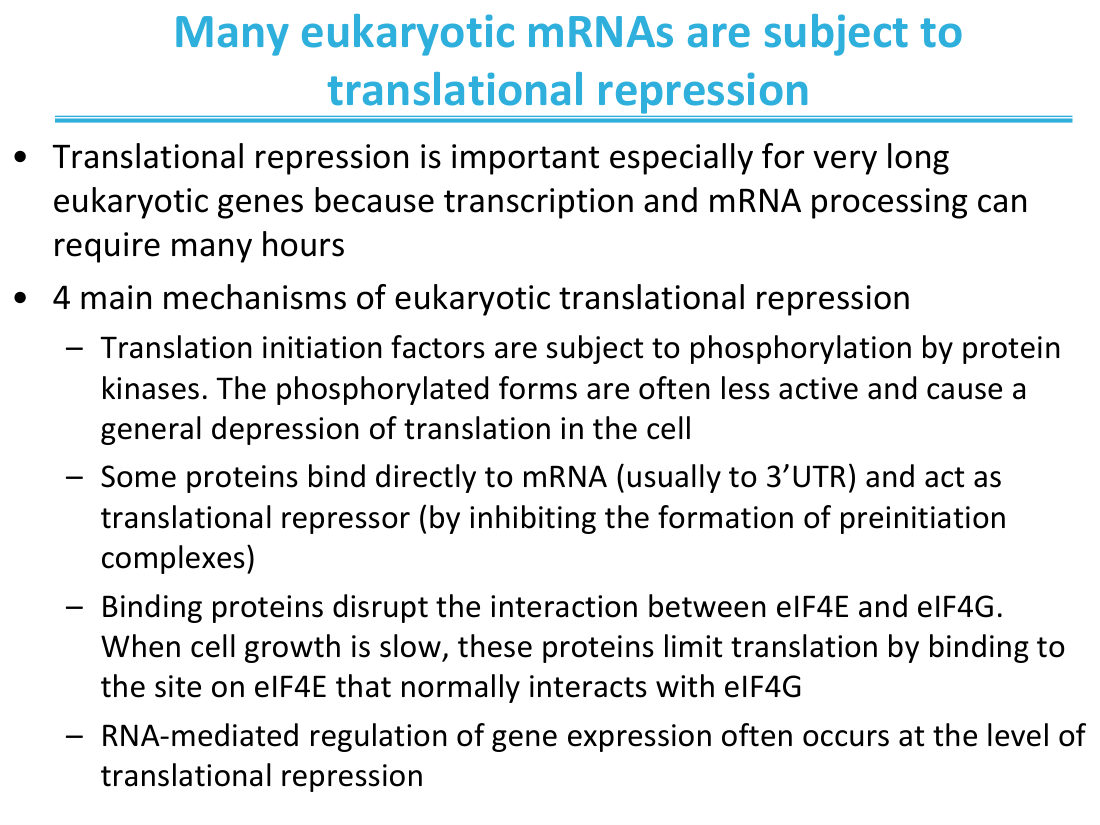 Many eukaryotic mRNAs are subject to
translational repression
• Translational repression is important especially for very long
eukaryotic genes because transcription and mRNA processing can
require many hours
• 4 main mechanisms of eukaryotic translational repression
– Translation initiation factors are subject to phosphorylation by protein
kinases. The phosphorylated forms are often less active and cause a
general depression of translation in the cell
– Some proteins bind directly to mRNA (usually to 3’UTR) and act as
translational repressor (by inhibiting the formation of preinitiation
complexes)
– Binding proteins disrupt the interaction between eIF4E and eIF4G.
When cell growth is slow, these proteins limit translation by binding to
the site on eIF4E that normally interacts with eIF4G
– RNA-mediated regulation of gene expression often occurs at the level of
translational repression